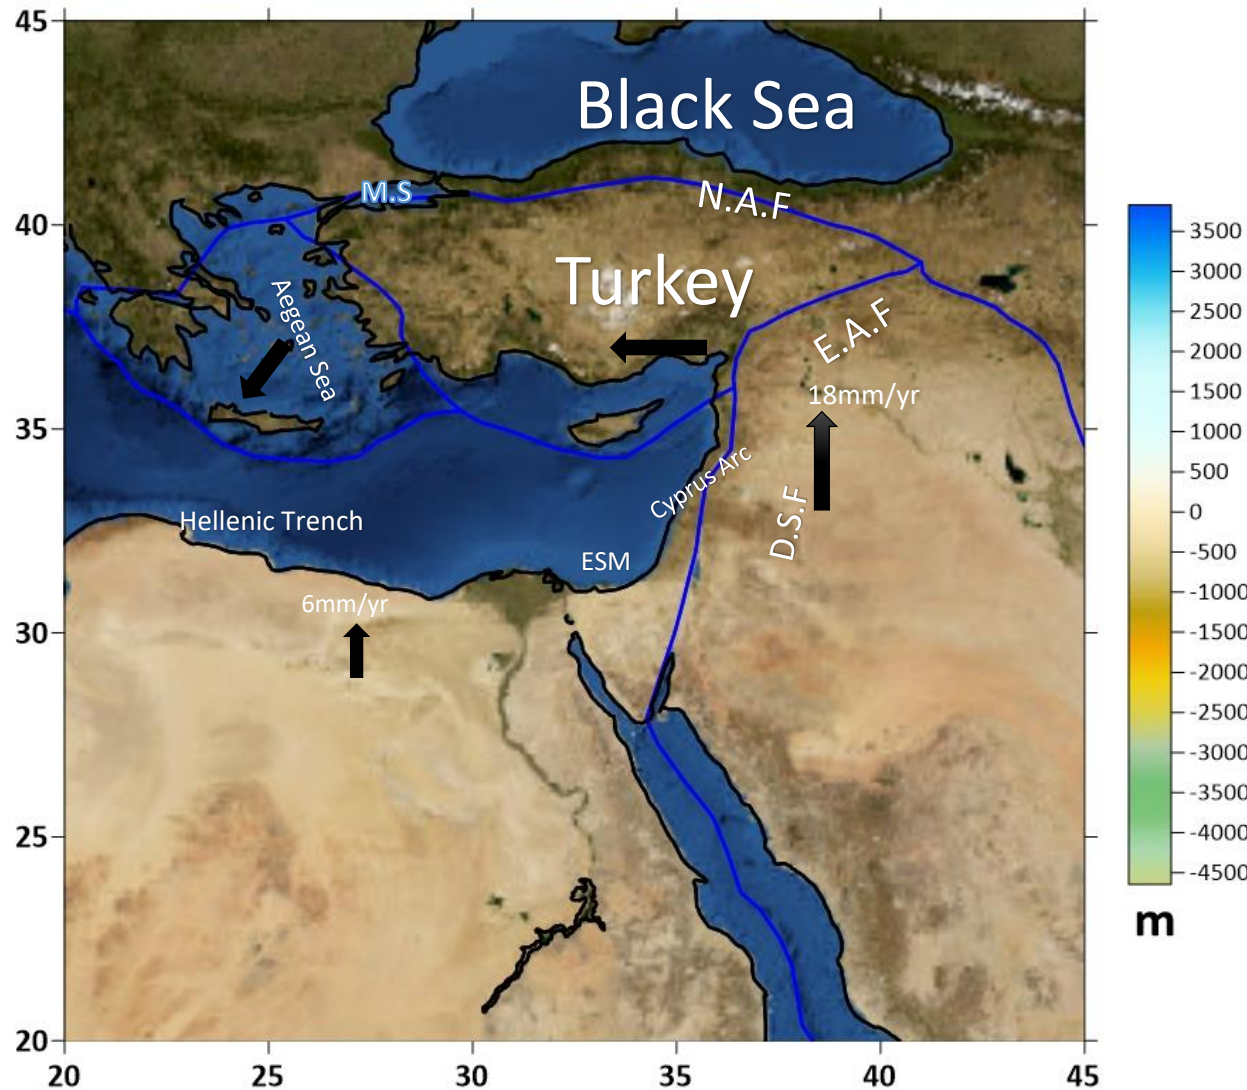 45
Black Sea
M.S
N.A.F
40
Turkey
Aegean Sea
E.A.F
18mm/yr
35
Cyprus Arc
Hellenic Trench
D.S.F
ESM
6mm/yr
30
25
20
20
25
30
35
40
45
3500
3000
2500
2000
1500
1000
500
0
-500
-1000
-1500
-2000
-2500
-3000
-3500
-4000
-4500
m